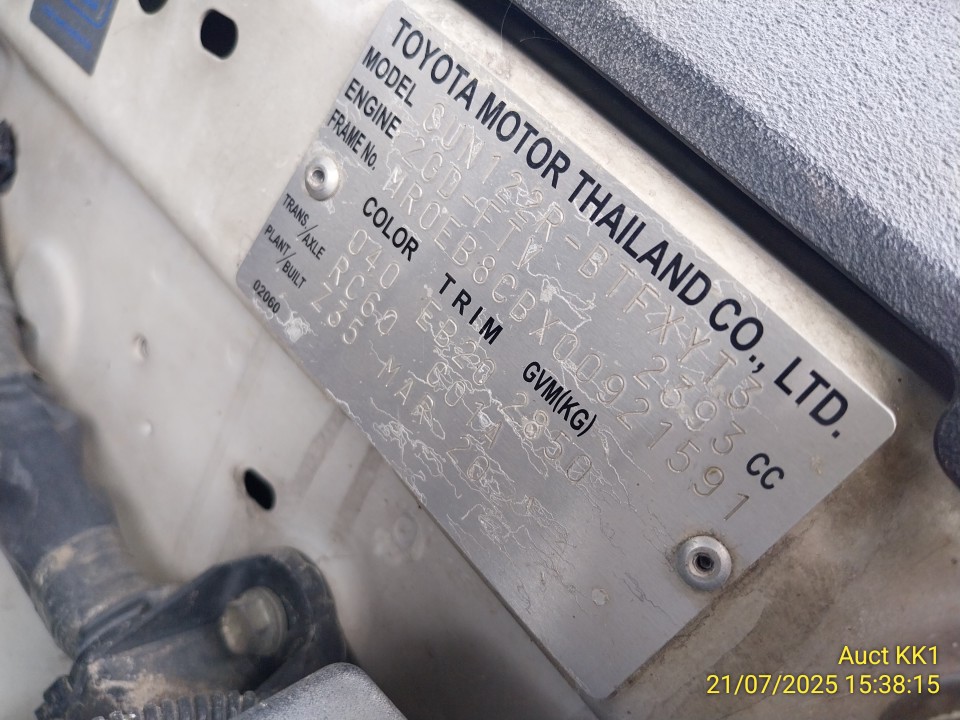 TOYOTA MOTOR THAILAND CO., LTD.
MODEL GUN122R-BTFXYT3
ENGINE 2GD-FTV 2393 CC
FRAME No. MR0EB8CBX00921591
COLOR TRIM GVM(KG)
040 EB20 2850
TRANS/AXLE RC60
PLANT/BUILT Z35 MAR
02060
Auct KK1
21/07/2025 15:38:15